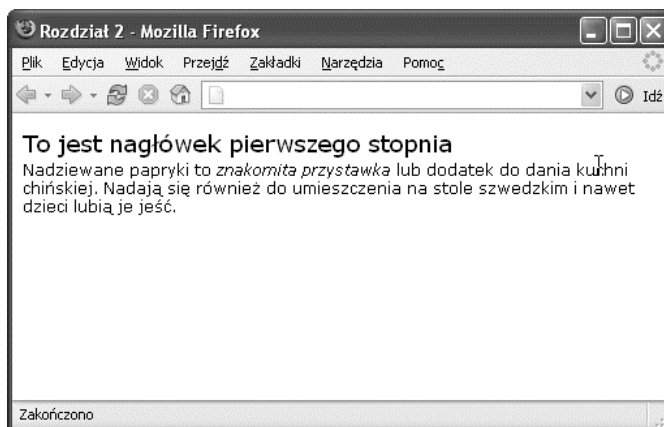 Rozdział 2 - Mozilla Firefox
Plik Edycja Widok Przejdź Zakładki Narzędzia Pomoc
Idź
To jest nagłówek pierwszego stopnia
Nadziewane papryki to znakomita przystawka lub dodatek do dania kuchni
chińskiej. Nadają się również do umieszczenia na stole szwedzkim i nawet
dzieci lubią je jeść.
Zakończono